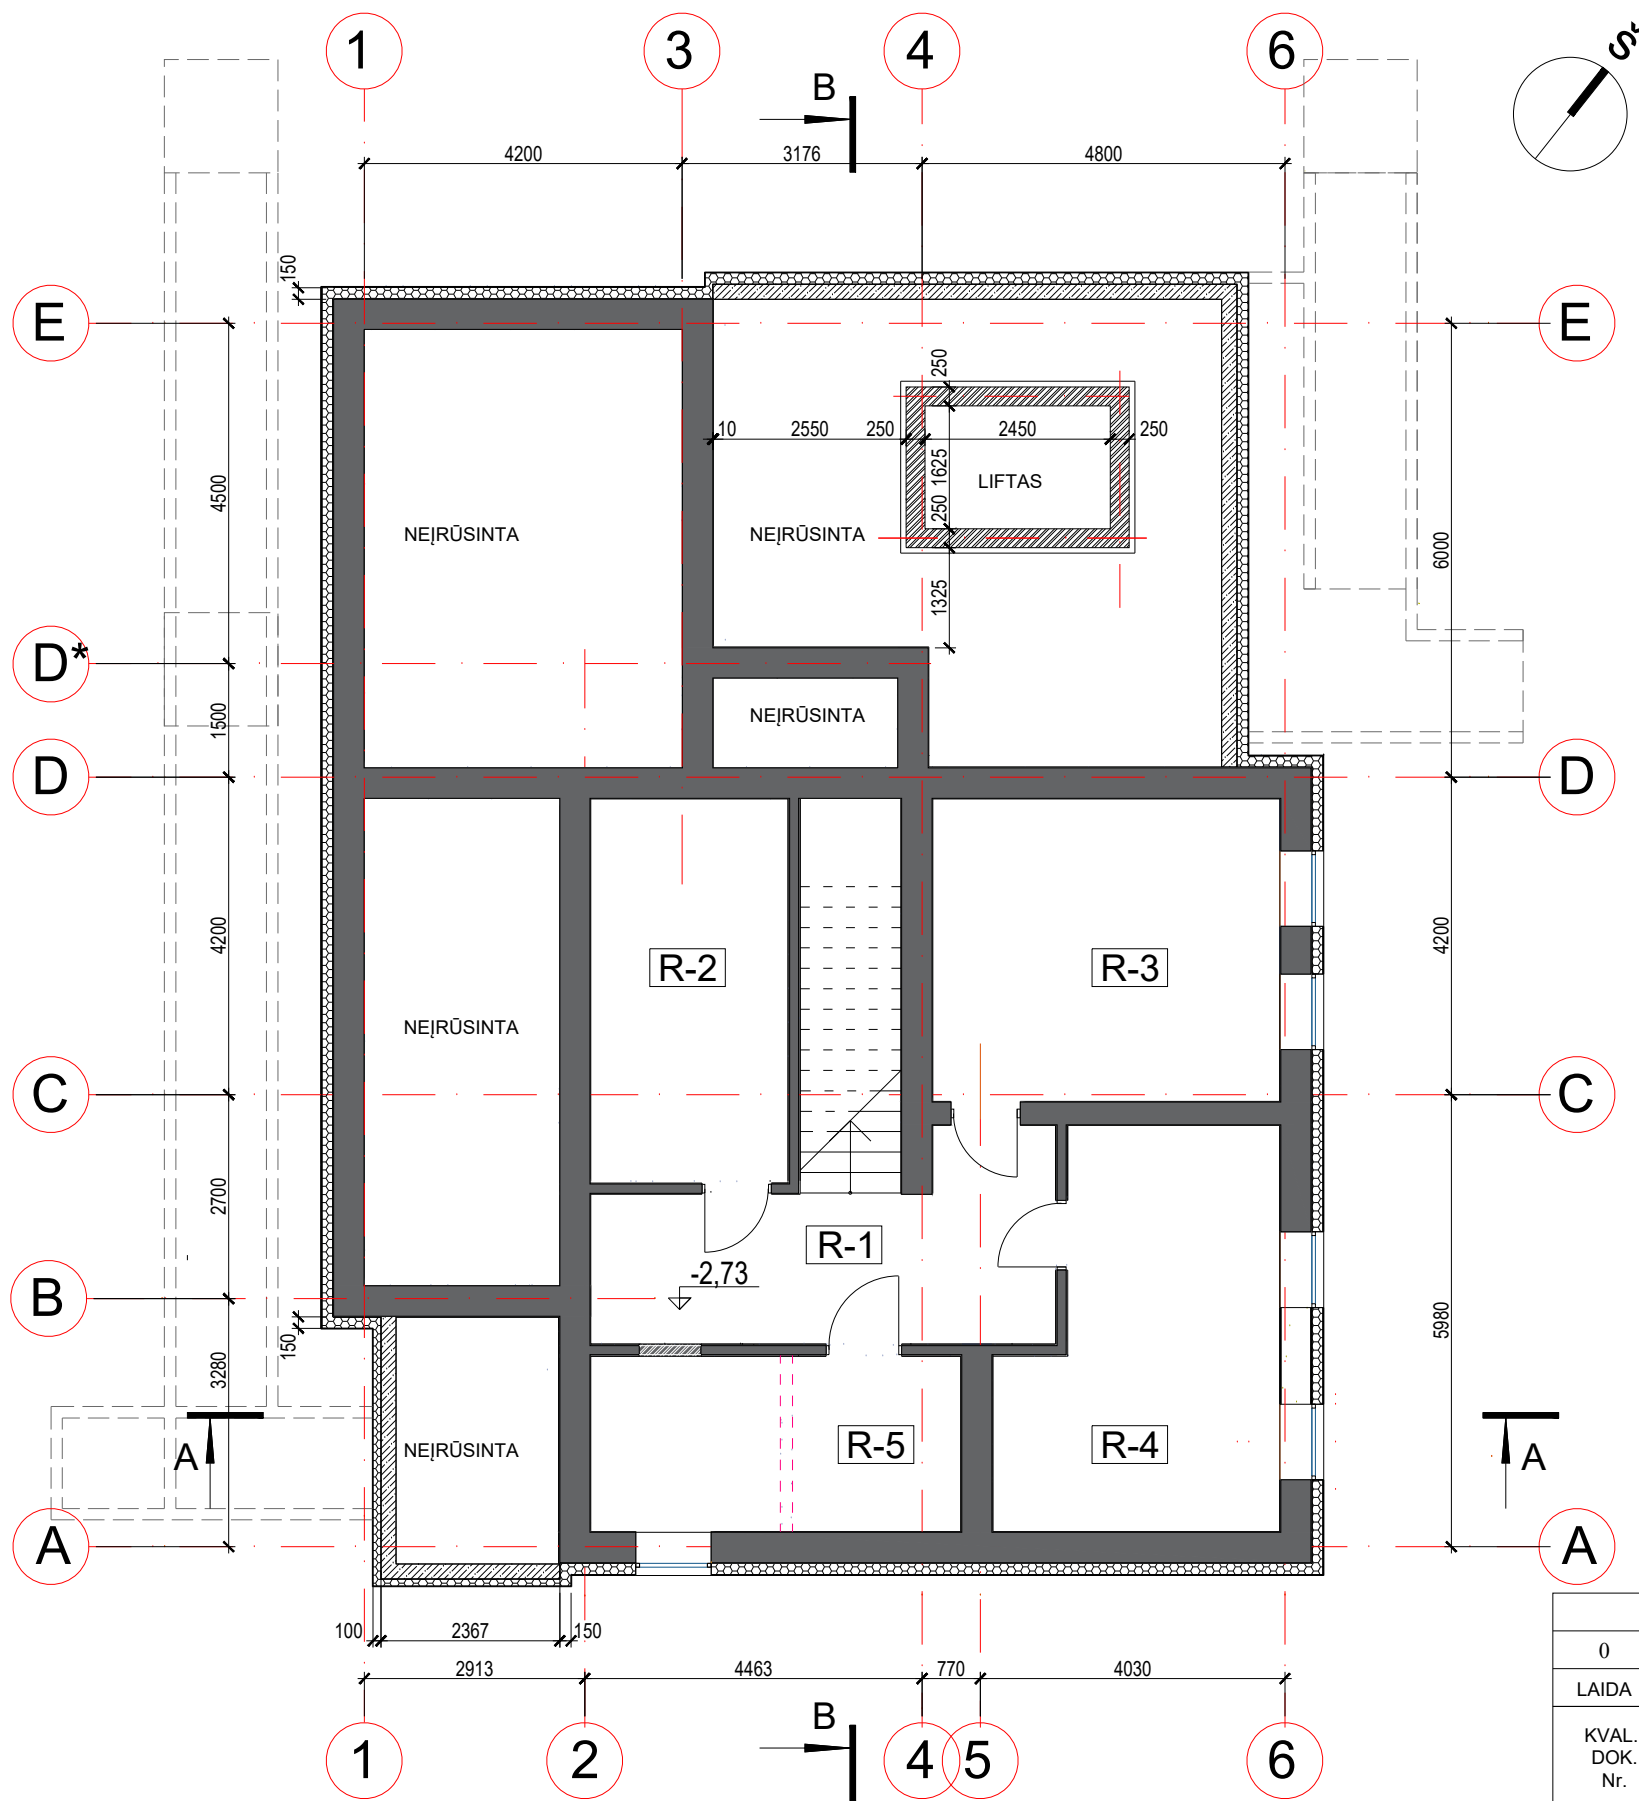 1
3
4
6
Š
B
4200
3176
4800
150
E
E
250
10
2550
250
2450
250
1625
LIFTAS
4500
250
NEĮRŪSINTA
NEĮRŪSINTA
6000
1325
D*
1500
NEĮRŪSINTA
D
D
4200
4200
R-2
R-3
NEĮRŪSINTA
C
C
2700
R-1
-2,73
B
150
3280
5980
A
NEĮRŪSINTA
R-5
R-4
A
A
A
100
2367
150
2913
4463
770
4030
0
LAIDA
B
KVAL.
DOK.
Nr.
1
2
4
5
6